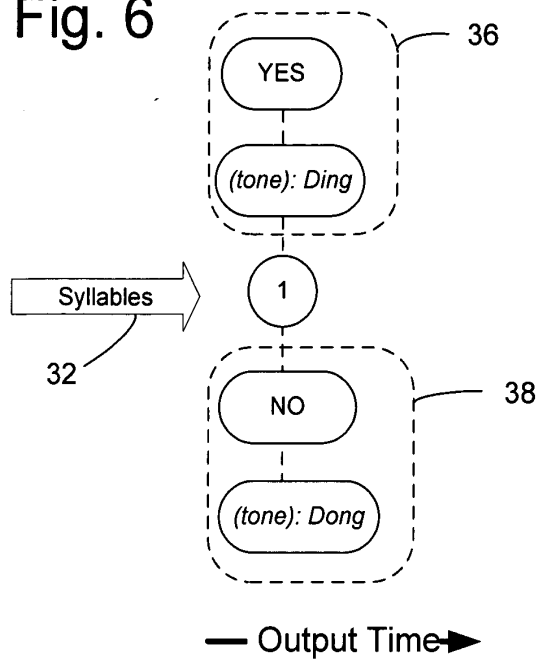 Fig. 6
36
YES
(tone): Ding
1
Syllables
32
NO
38
(tone): Dong
Output Time